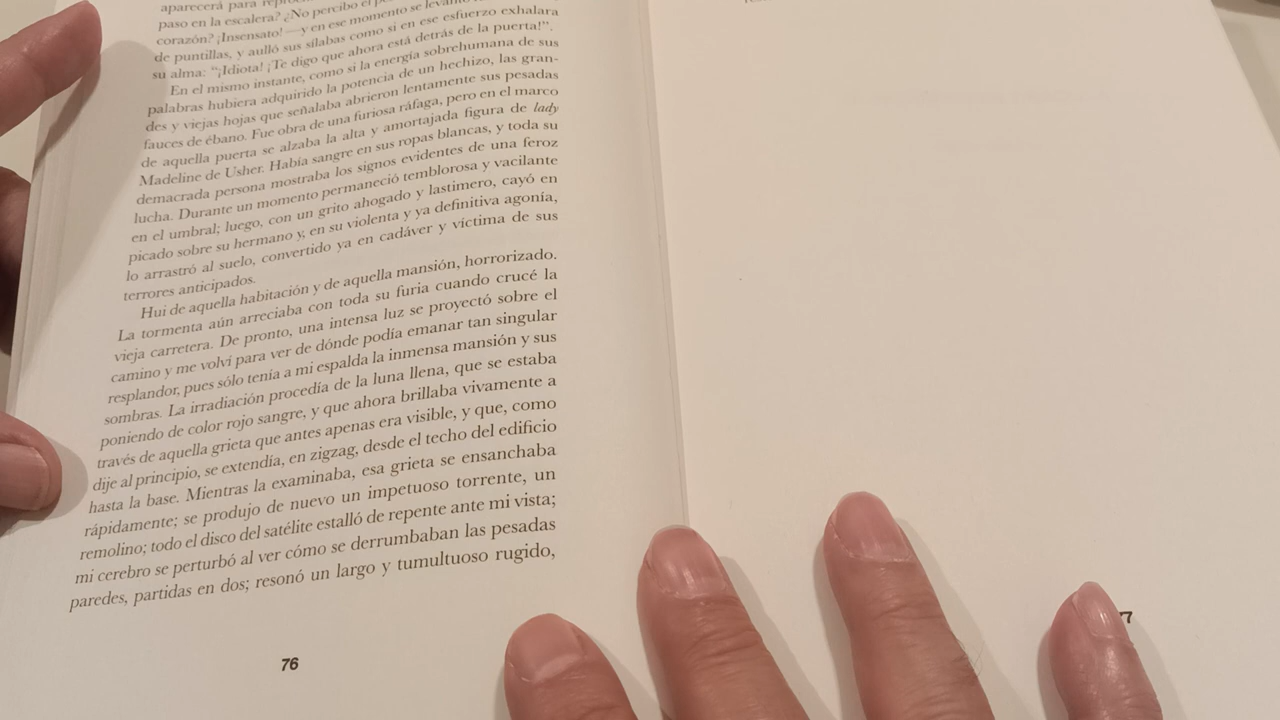 aparecerá para
paso en la escalera? ¿No percibo el
corazón? ¡Insensato! —y en ese momento se levantó
de puntillas, y aulló sus sílabas como si en ese esfuerzo exhalara
su alma: “¡Idiota! ¡Te digo que ahora está detrás de la puerta!”.
En el mismo instante, como si la energía sobrehumana de sus
palabras hubiera adquirido la potencia de un hechizo, las gran-
des y viejas hojas que señalaba abrieron lentamente sus pesadas
fauces de ébano. Fue obra de una furiosa ráfaga, pero en el marco
de aquella puerta se alzaba la alta y amortajada figura de lady
Madeline de Usher. Había sangre en sus ropas blancas, y toda su
demacrada persona mostraba los signos evidentes de una feroz
lucha. Durante un momento permaneció temblorosa y vacilante
en el umbral; luego, con un grito ahogado y lastimero, cayó en
picado sobre su hermano y, en su violenta y ya definitiva agonía,
lo arrastró al suelo, convertido ya en cadáver y víctima de sus
terrores anticipados.
Hui de aquella habitación y de aquella mansión, horrorizado.
La tormenta aún arreciaba con toda su furia cuando crucé la
vieja carretera. De pronto, una intensa luz se proyectó sobre el
camino y me volví para ver de dónde podía emanar tan singular
resplandor, pues sólo tenía a mi espalda la inmensa mansión y sus
sombras. La irradiación procedía de la luna llena, que se estaba
poniendo de color rojo sangre, y que ahora brillaba vivamente a
través de aquella grieta que antes apenas era visible, y que, como
dije al principio, se extendía, en zigzag, desde el techo del edificio
hasta la base. Mientras la examinaba, esa grieta se ensanchaba
rápidamente; se produjo de nuevo un impetuoso torrente, un
remolino; todo el disco del satélite estalló de repente ante mi vista;
mi cerebro se perturbó al ver cómo se derrumbaban las pesadas
paredes, partidas en dos; resonó un largo y tumultuoso rugido,
76